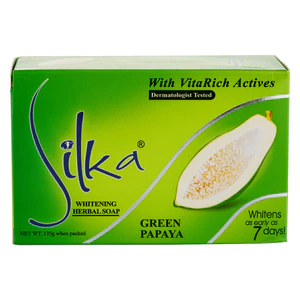 With VitaRich Actives
Dermatologist Tested
Silka®
WHITENING
HERBAL SOAP
GREEN
PAPAYA
Whitens
as early as
7 days!
NET WT. 135g when packed